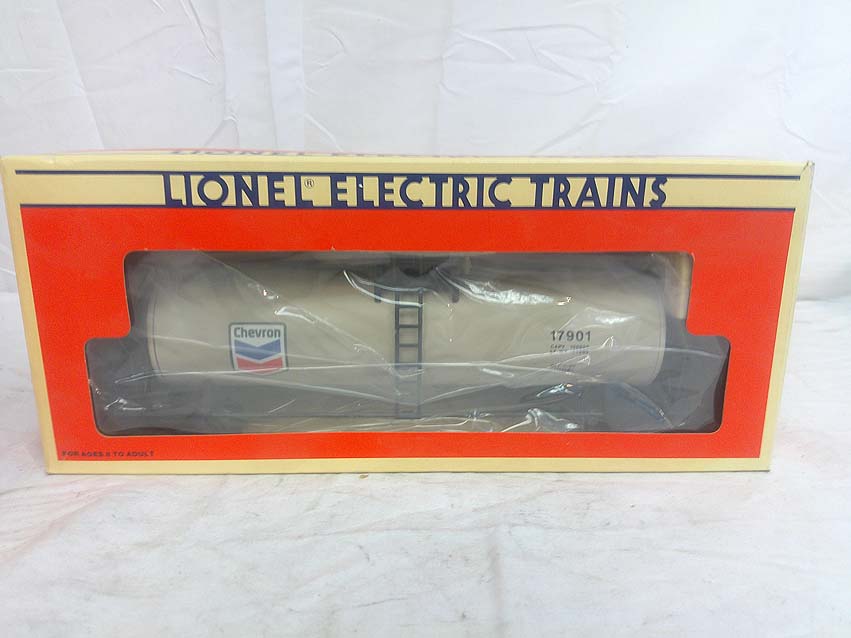 LIONEL® ELECTRIC TRAINS
Chevron
17901
FOR AGES 8 TO ADULT